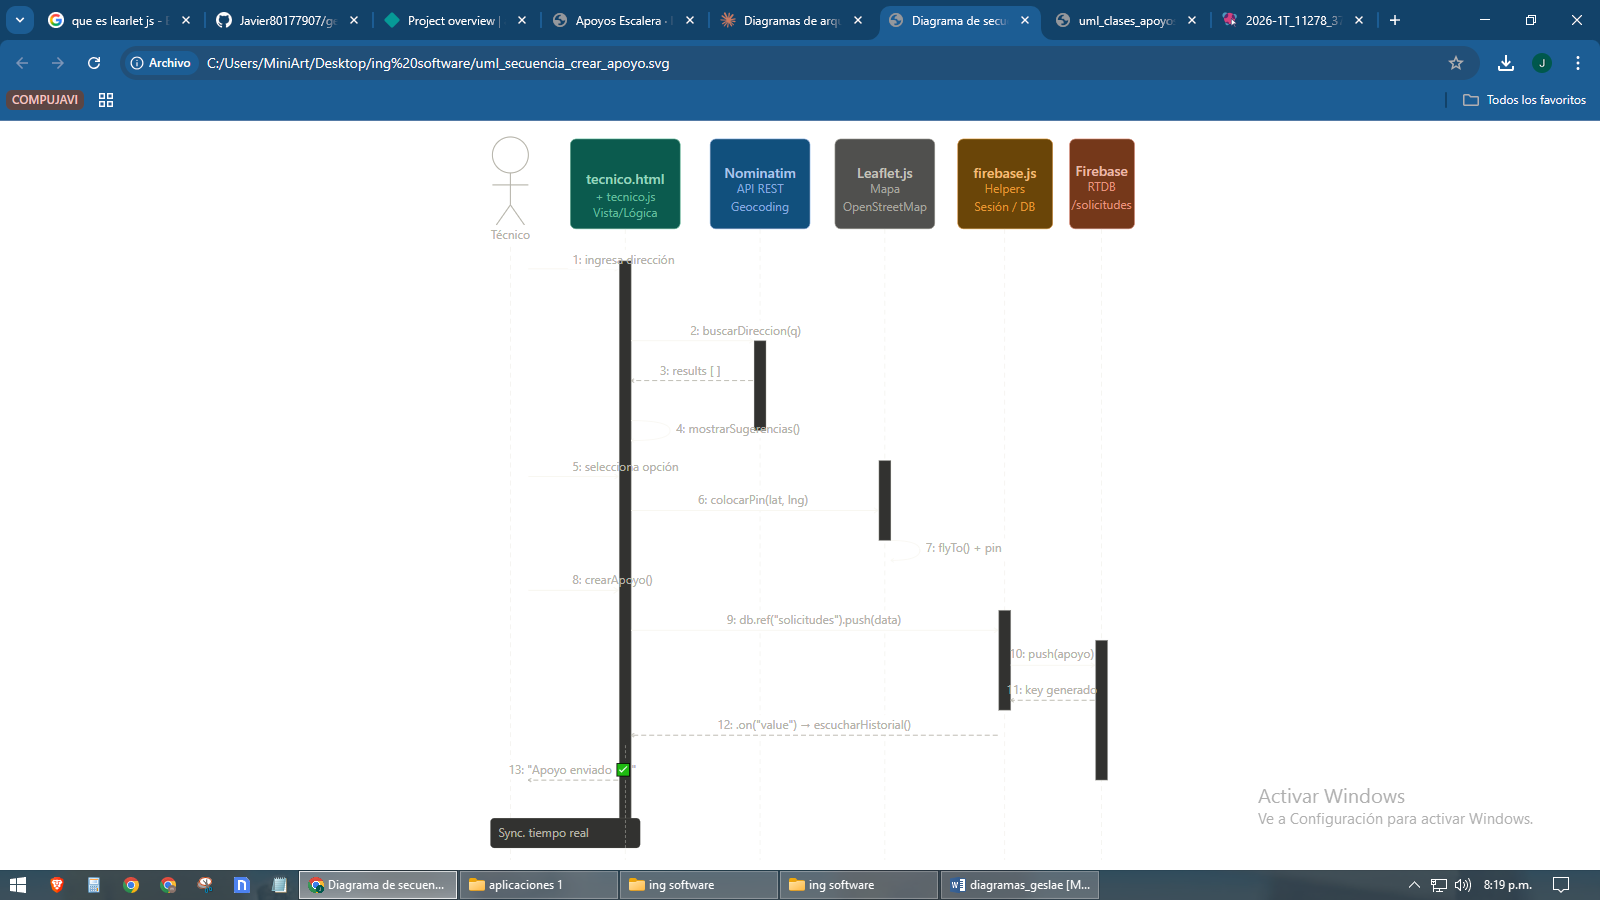 que es learlet js - E
Javier80177907/ge
Project overview |
Apoyos Escalera ·
Diagramas de arqu
Diagrama de secu
uml_clases_apoyo
2026-1T_11278_37
Archivo
C:/Users/MiniArt/Desktop/ing%20software/uml_secuencia_crear_apoyo.svg
J
COMPUJAVI
Todos los favoritos
Técnico
tecnico.html
+ tecnico.js
Vista/Lógica
Nominatim
API REST
Geocoding
Leaflet.js
Mapa
OpenStreetMap
firebase.js
Helpers
Sesión / DB
Firebase
RTDB
/solicitudes
1: ingresa dirección
2: buscarDireccion(q)
3: results [ ]
4: mostrarSugerencias()
5: selecciona opción
6: colocarPin(lat, lng)
7: flyTo() + pin
8: crearApoyo()
9: db.ref("solicitudes").push(data)
10: push(apoyo)
11: key generado
12: .on("value") → escucharHistorial()
13: "Apoyo enviado ✅"
Sync. tiempo real
Activar Windows
Ve a Configuración para activar Windows.
Diagrama de secuen...
aplicaciones 1
ing software
ing software
diagramas_geslae [M...
8:19 p.m.